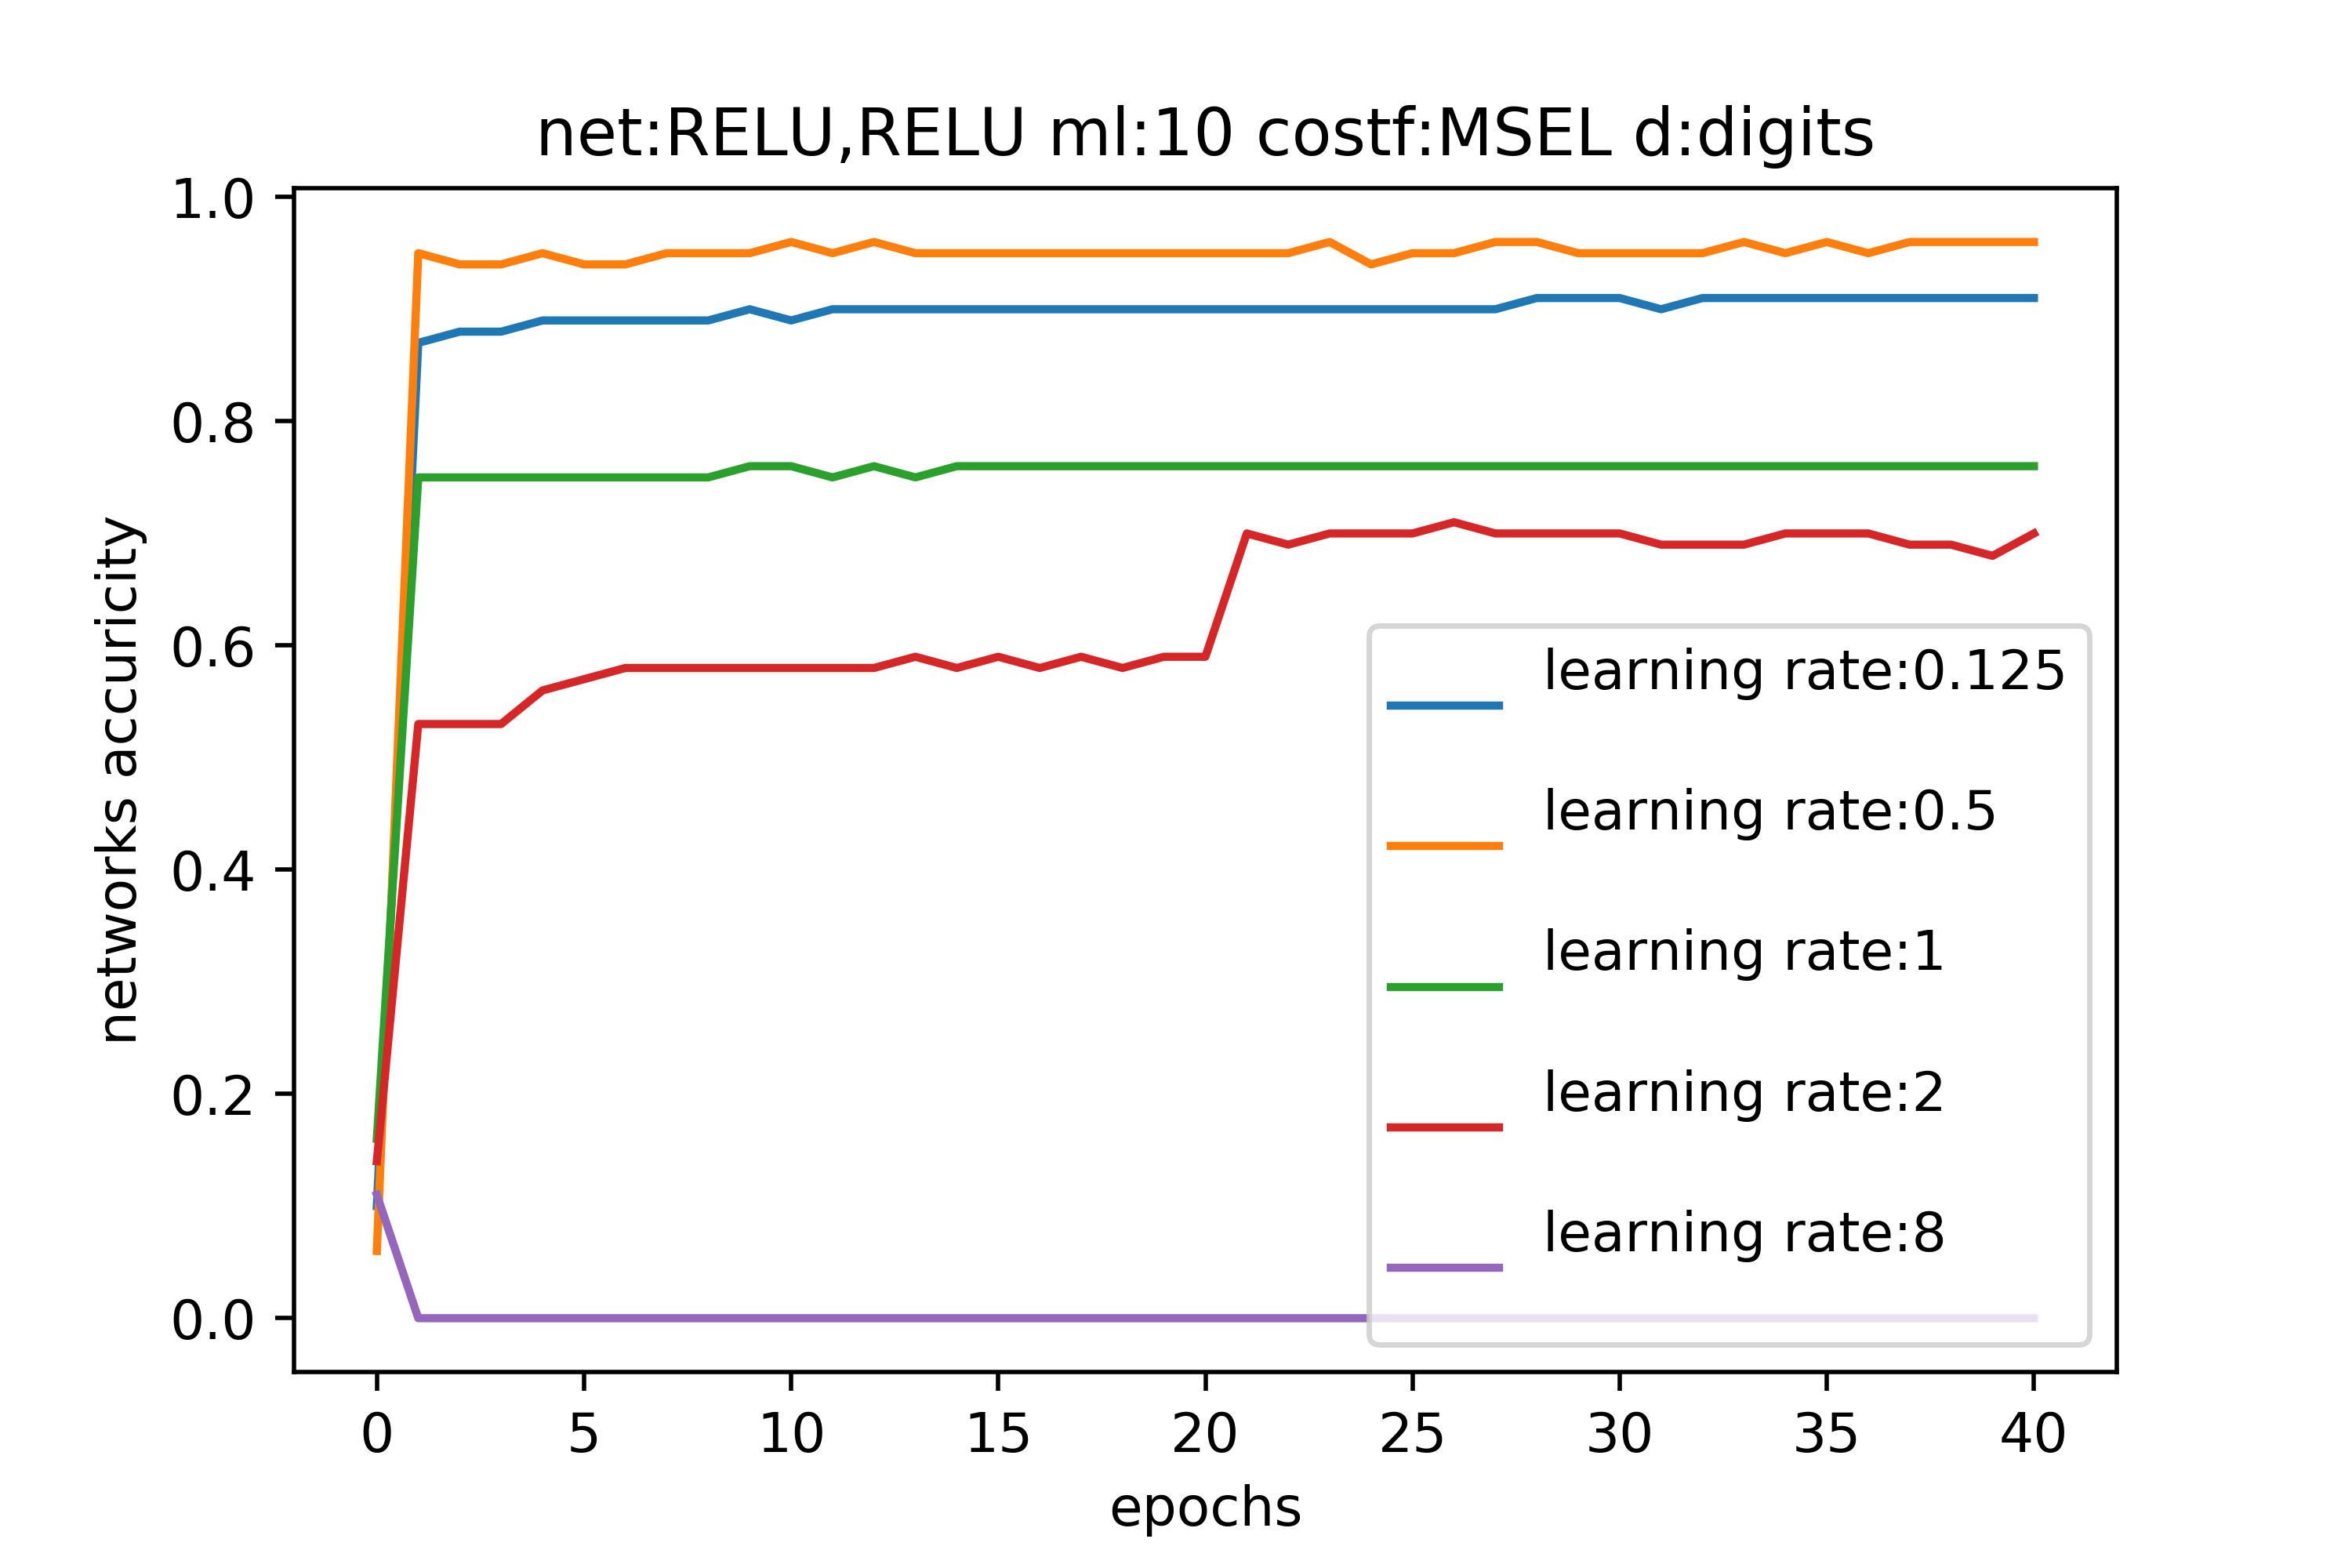 net:RELU,RELU ml:10 costf:MSEL d:digits
networks accuricity
1.0
0.8
0.6
0.4
0.2
0.0
learning rate:0.125
learning rate:0.5
learning rate:1
learning rate:2
learning rate:8
0 5 10 15 20 25 30 35 40
epochs